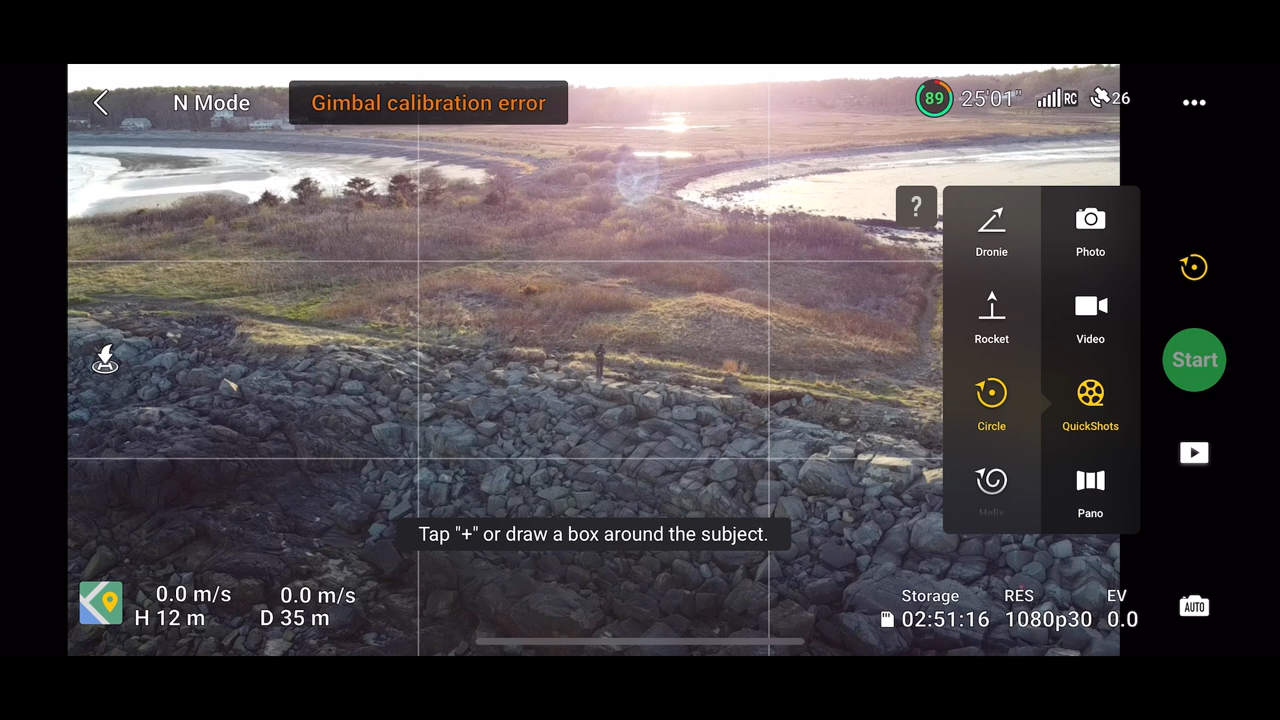 N Mode
Gimbal calibration error
89
25'01"
RC
26
?
Dronie
Photo
Rocket
Video
Circle
QuickShots
Helix
Pano
Start
Tap "+" or draw a box around the subject.
0.0 m/s
0.0 m/s
H 12 m
D 35 m
Storage
RES
EV
02:51:16
1080p30
0.0
AUTO